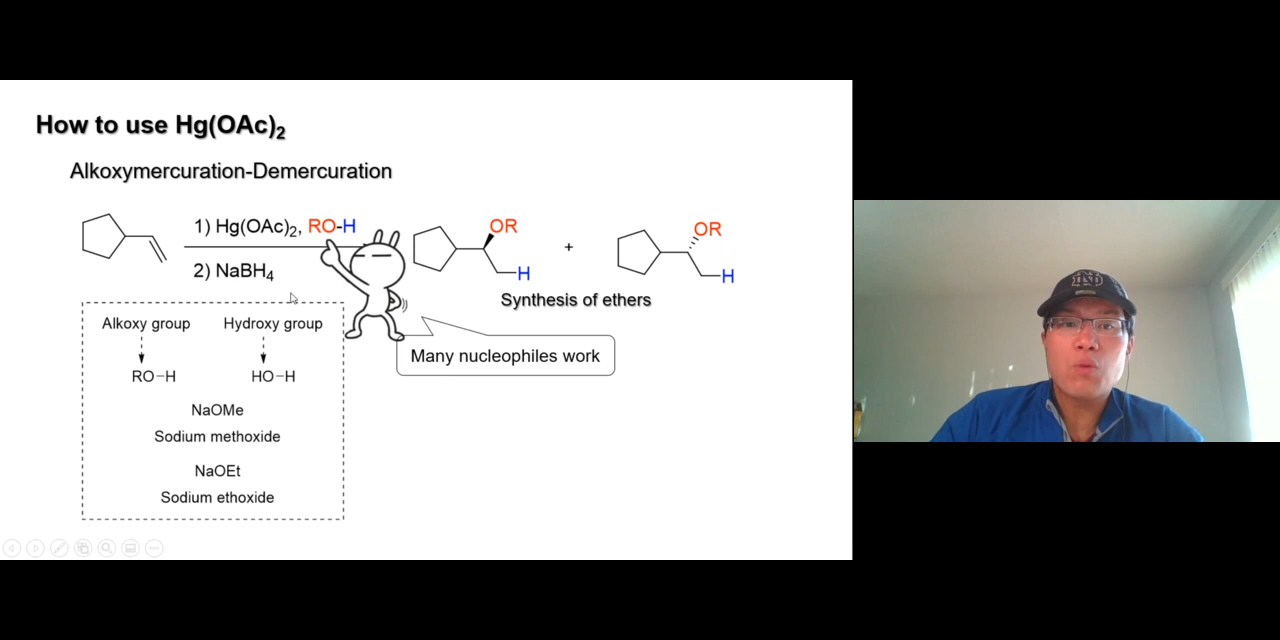 How to use Hg(OAc)₂
Alkoxymercuration-Demercuration
1) Hg(OAc)₂, RO-H
2) NaBH₄
OR
H
+
OR
H
Synthesis of ethers
Many nucleophiles work
Alkoxy group Hydroxy group
RO-H HO-H
NaOMe
Sodium methoxide
NaOEt
Sodium ethoxide